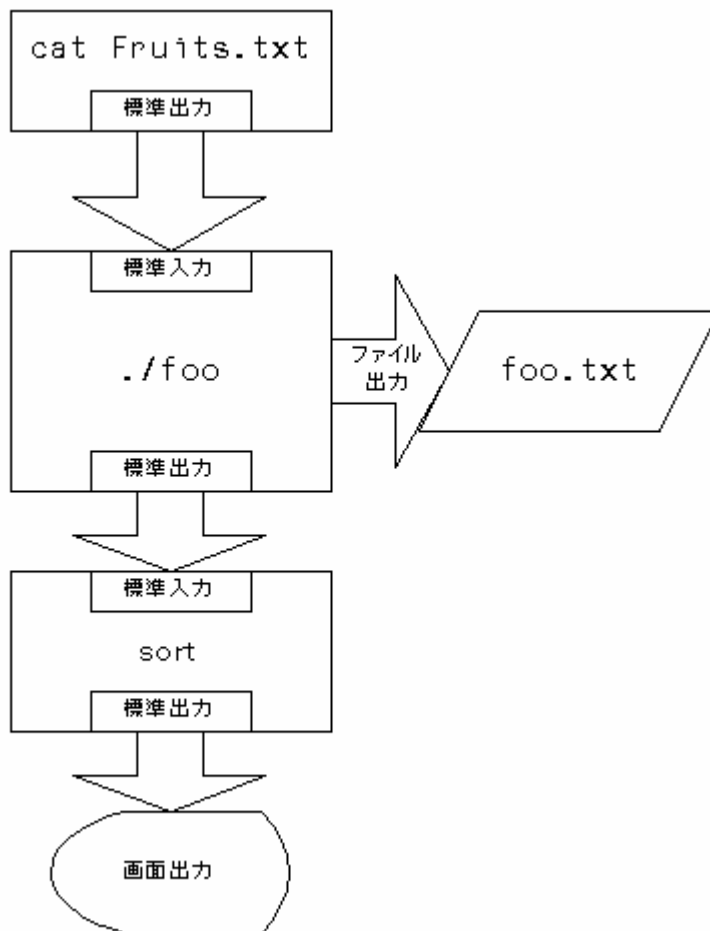 cat Fruits.txt
標準出力
標準入力
./foo
ファイル
出力
foo.txt
標準出力
標準入力
sort
標準出力
画面出力